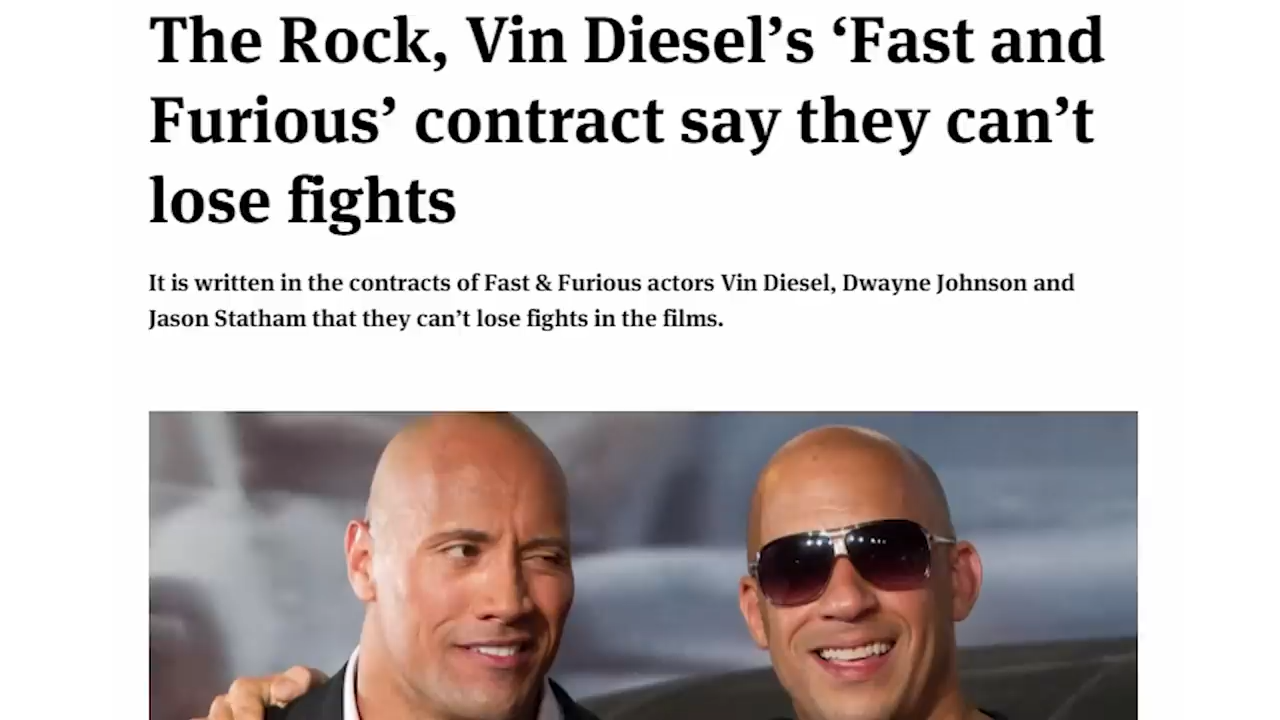 The Rock, Vin Diesel’s ‘Fast and
Furious’ contract say they can’t
lose fights
It is written in the contracts of Fast & Furious actors Vin Diesel, Dwayne Johnson and
Jason Statham that they can’t lose fights in the films.